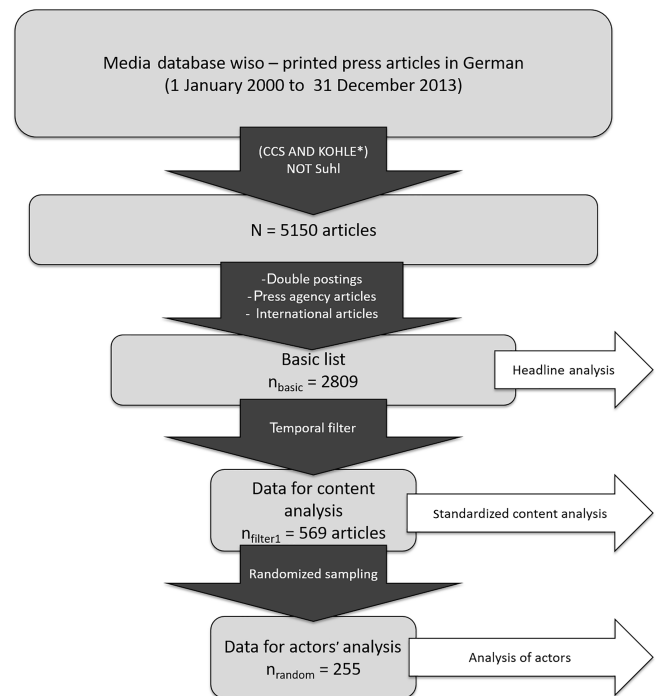 Media database wiso – printed press articles in German
(1 January 2000 to 31 December 2013)
(CCS AND KOHLE*)
NOT Suhl
N = 5150 articles
-Double postings
-Press agency articles
- International articles
Basic list
nbasic = 2809
Headline analysis
Temporal filter
Data for content
analysis
nfilter1 = 569 articles
Standardized content analysis
Randomized sampling
Data for actors' analysis
nrandom = 255
Analysis of actors